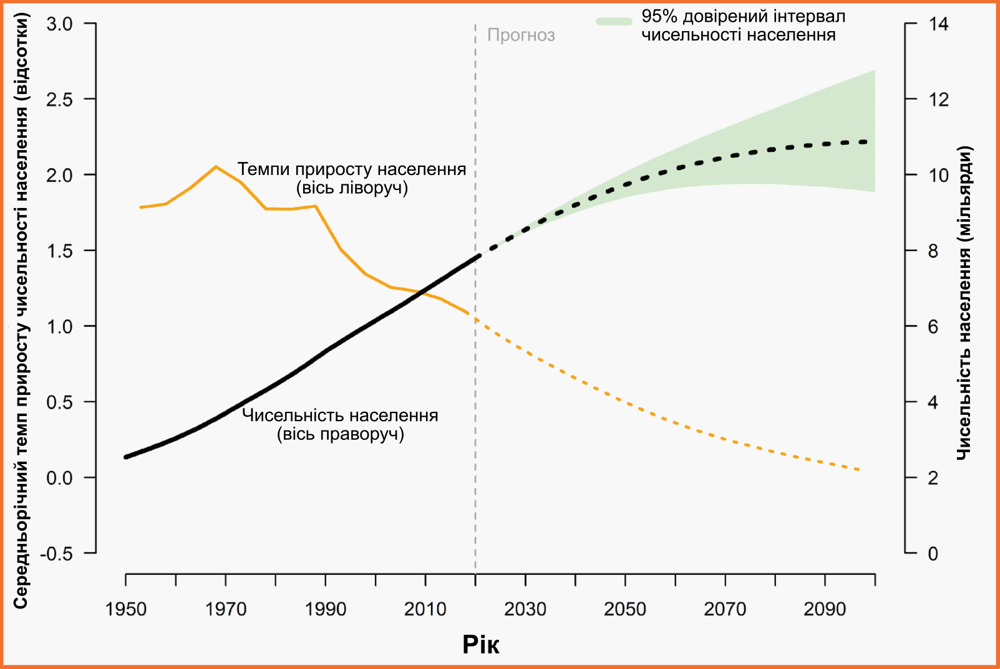 95% довірений інтервал
чисельності населення
Прогноз
Середньорічний темп приросту чисельності населення (відсотки)
3.0
2.5
2.0
1.5
1.0
0.5
0.0
-0.5
Темпи приросту населення
(вісь ліворуч)
Чисельність населення
(вісь праворуч)
14
12
10
8
6
4
2
0
Чисельність населення (мільярди)
1950 1970 1990 2010 2030 2050 2070 2090
Рік